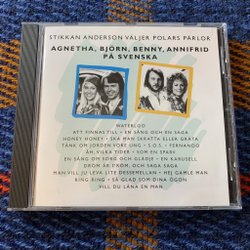 STIKKAN ANDERSON VÄLJER POLARS PÄRLOR
AGNETHA, BJÖRN, BENNY, ANNIFRID
PÅ SVENSKA
WATERLOO
ATT FINNAS TILL • EN SÅNG OCH EN SAGA
HONEY HONEY • SKA MAN SKRATTA ELLER GRÅTA
TÄNK OM JORDEN VORE UNG • S.O.S. • FERNANDO
ÅH, VILKA TIDER • SOM EN SPARV
EN SÅNG OM SORG OCH GLÄDJE • EN KARUSELL
DRÖM ÄR DRÖM, OCH SAGA SAGA
MAN VILL JU LEVA LITE DESSEMELLAN • HEJ GAMLE MAN
RING RING • SÅ GLAD SOM DINA ÖGON
VILL DU LÅNA EN MAN